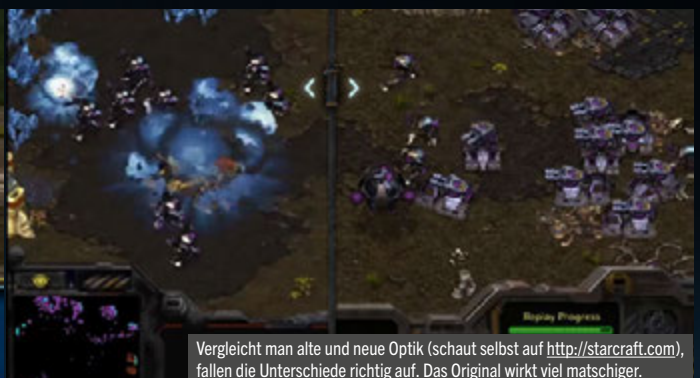 Replay Progress
Vergleicht man alte und neue Optik (schaut selbst auf http://starcraft.com),
fallen die Unterschiede richtig auf. Das Original wirkt viel matschiger.